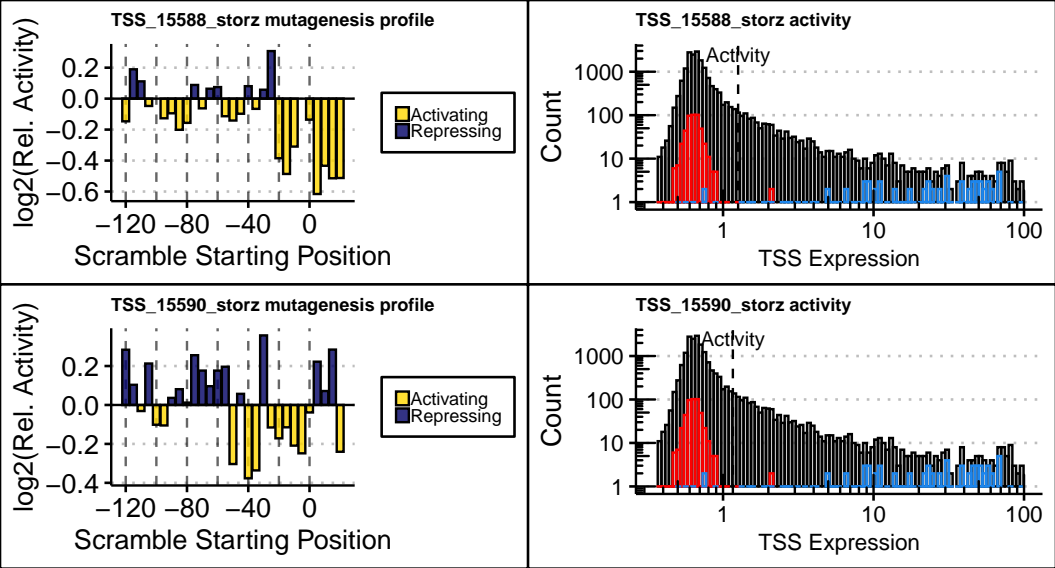 TSS_15588_storz mutagenesis profile
log2(Rel. Activity)
0.2
0.0
−0.2
−0.4
−0.6
−120
−80
−40
0
Scramble Starting Position
Activating
Repressing
TSS_15588_storz activity
Activity
Count
1000
100
10
1
1
10
100
TSS Expression
TSS_15590_storz mutagenesis profile
log2(Rel. Activity)
0.2
0.0
−0.2
−0.4
−120
−80
−40
0
Scramble Starting Position
Activating
Repressing
TSS_15590_storz activity
Activity
Count
1000
100
10
1
1
10
100
TSS Expression